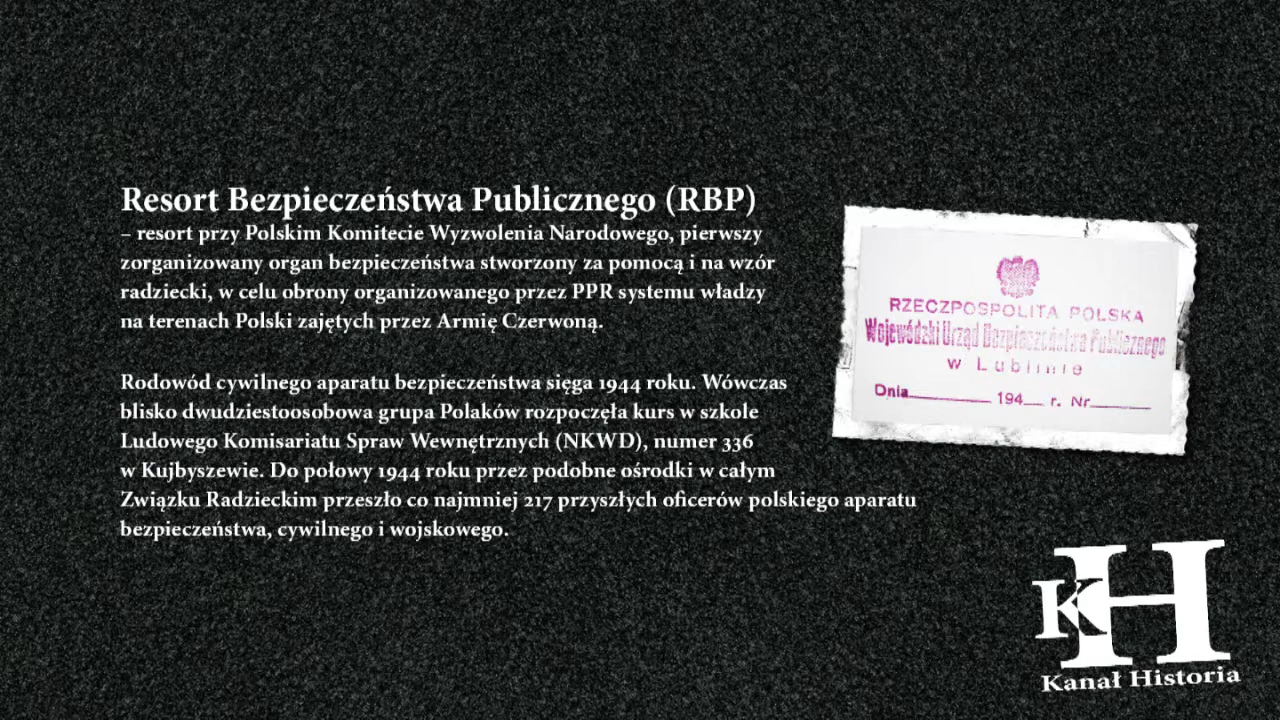 Resort Bezpieczeństwa Publicznego (RBP)
– resort przy Polskim Komitecie Wyzwolenia Narodowego, pierwszy
zorganizowany organ bezpieczeństwa stworzony za pomocą i na wzór
radziecki, w celu obrony organizowanego przez PPR systemu władzy
na terenach Polski zajętych przez Armię Czerwoną.
Rodowód cywilnego aparatu bezpieczeństwa sięga 1944 roku. Wówczas
blisko dwudziestoosobowa grupa Polaków rozpoczęła kurs w szkole
Ludowego Komisariatu Spraw Wewnętrznych (NKWD), numer 336
w Kujbyszewie. Do połowy 1944 roku przez podobne ośrodki w całym
Związku Radzieckim przeszło co najmniej 217 przyszłych oficerów polskiego aparatu
bezpieczeństwa, cywilnego i wojskowego.
RZECZPOSPOLITA POLSKA
Wojewódzki Urząd Bezpieczeństwa Publicznego
w Lublinie
Dnia__________ 194__ r. Nr.________
KH
Kanał Historia